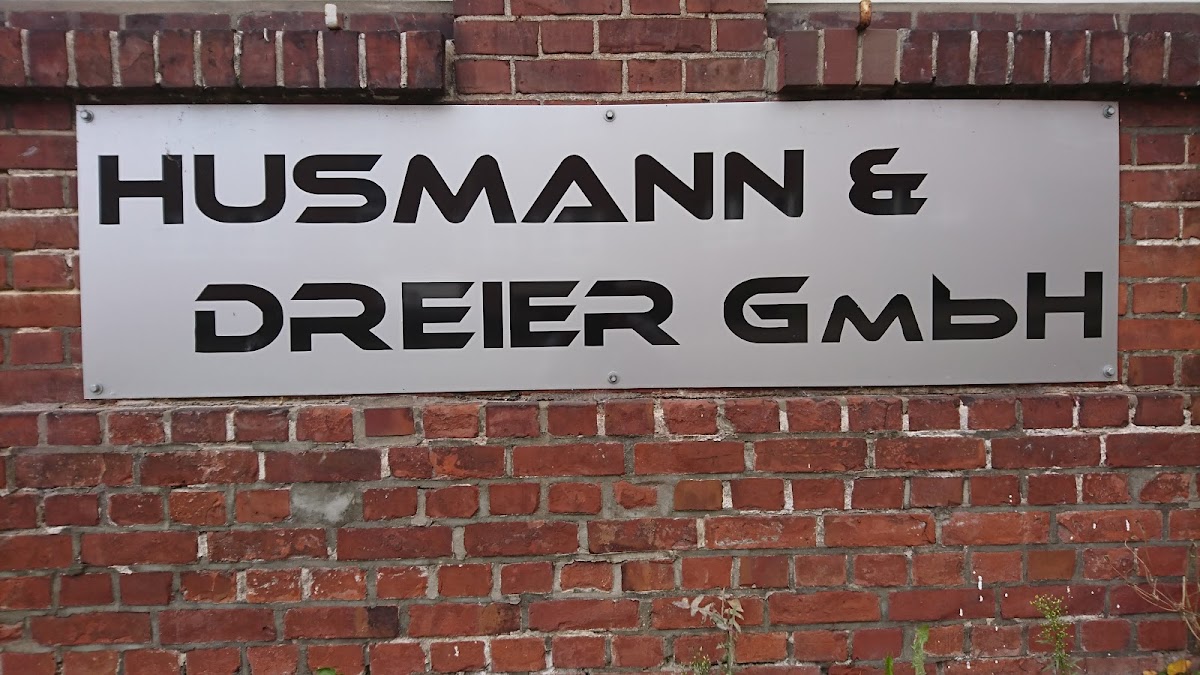 HUSMANN &
DREIER GmbH